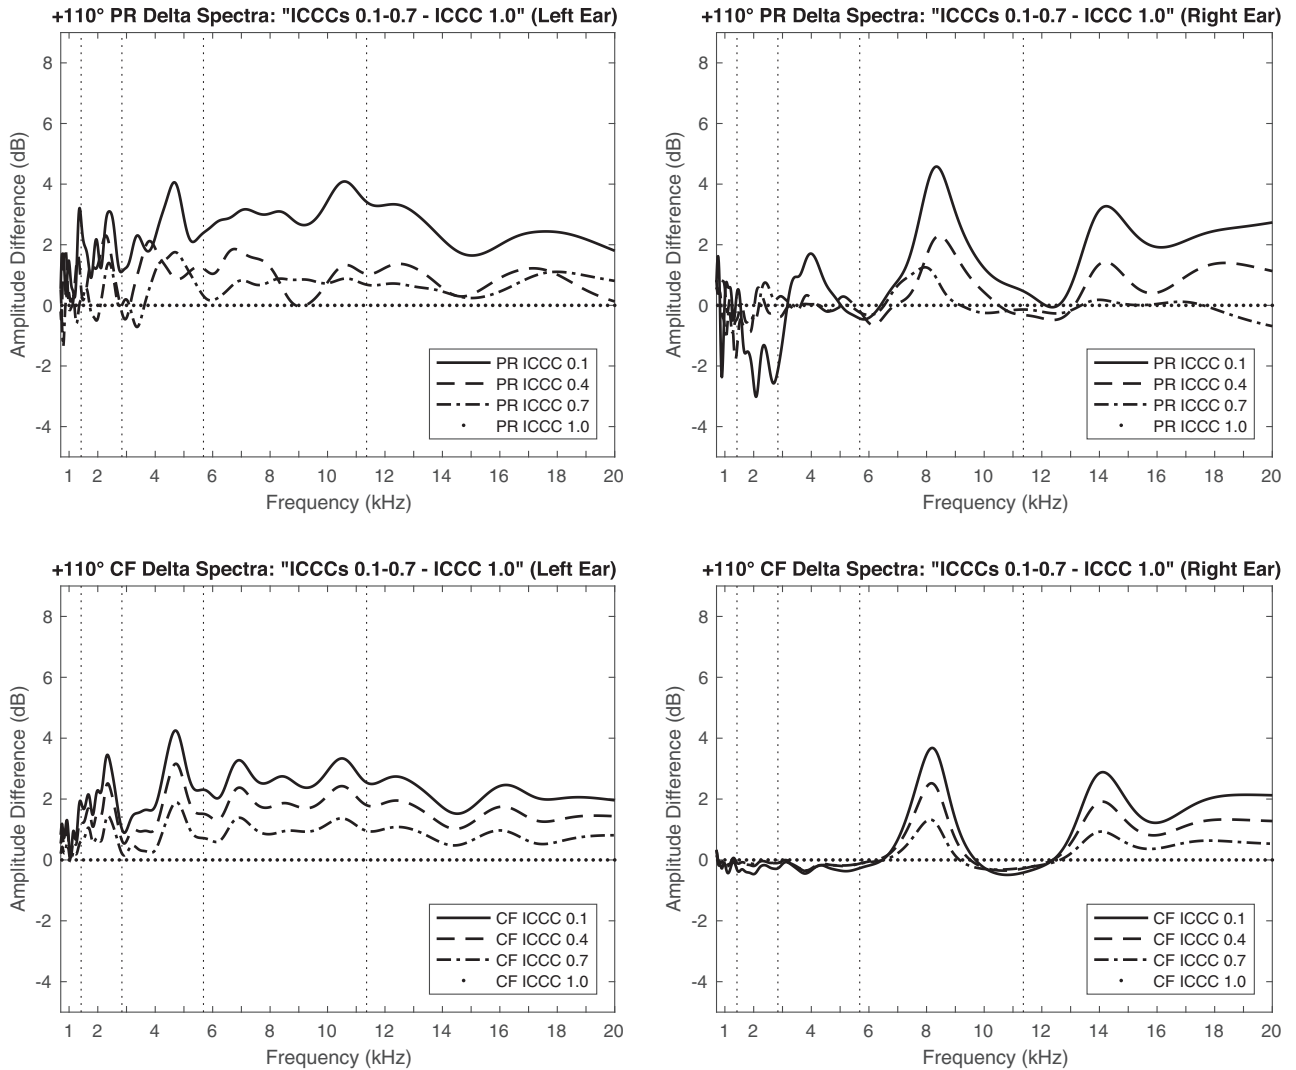 +110° PR Delta Spectra: "ICCCs 0.1-0.7 - ICCC 1.0" (Left Ear)
8
6
4
2
0
-2
-4
Amplitude Difference (dB)
PR ICCC 0.1
PR ICCC 0.4
PR ICCC 0.7
PR ICCC 1.0
1 2 4 6 8 10 12 14 16 18 20
Frequency (kHz)
+110° PR Delta Spectra: "ICCCs 0.1-0.7 - ICCC 1.0" (Right Ear)
8
6
4
2
0
-2
-4
Amplitude Difference (dB)
PR ICCC 0.1
PR ICCC 0.4
PR ICCC 0.7
PR ICCC 1.0
1 2 4 6 8 10 12 14 16 18 20
Frequency (kHz)
+110° CF Delta Spectra: "ICCCs 0.1-0.7 - ICCC 1.0" (Left Ear)
8
6
4
2
0
-2
-4
Amplitude Difference (dB)
CF ICCC 0.1
CF ICCC 0.4
CF ICCC 0.7
CF ICCC 1.0
1 2 4 6 8 10 12 14 16 18 20
Frequency (kHz)
+110° CF Delta Spectra: "ICCCs 0.1-0.7 - ICCC 1.0" (Right Ear)
8
6
4
2
0
-2
-4
Amplitude Difference (dB)
CF ICCC 0.1
CF ICCC 0.4
CF ICCC 0.7
CF ICCC 1.0
1 2 4 6 8 10 12 14 16 18 20
Frequency (kHz)